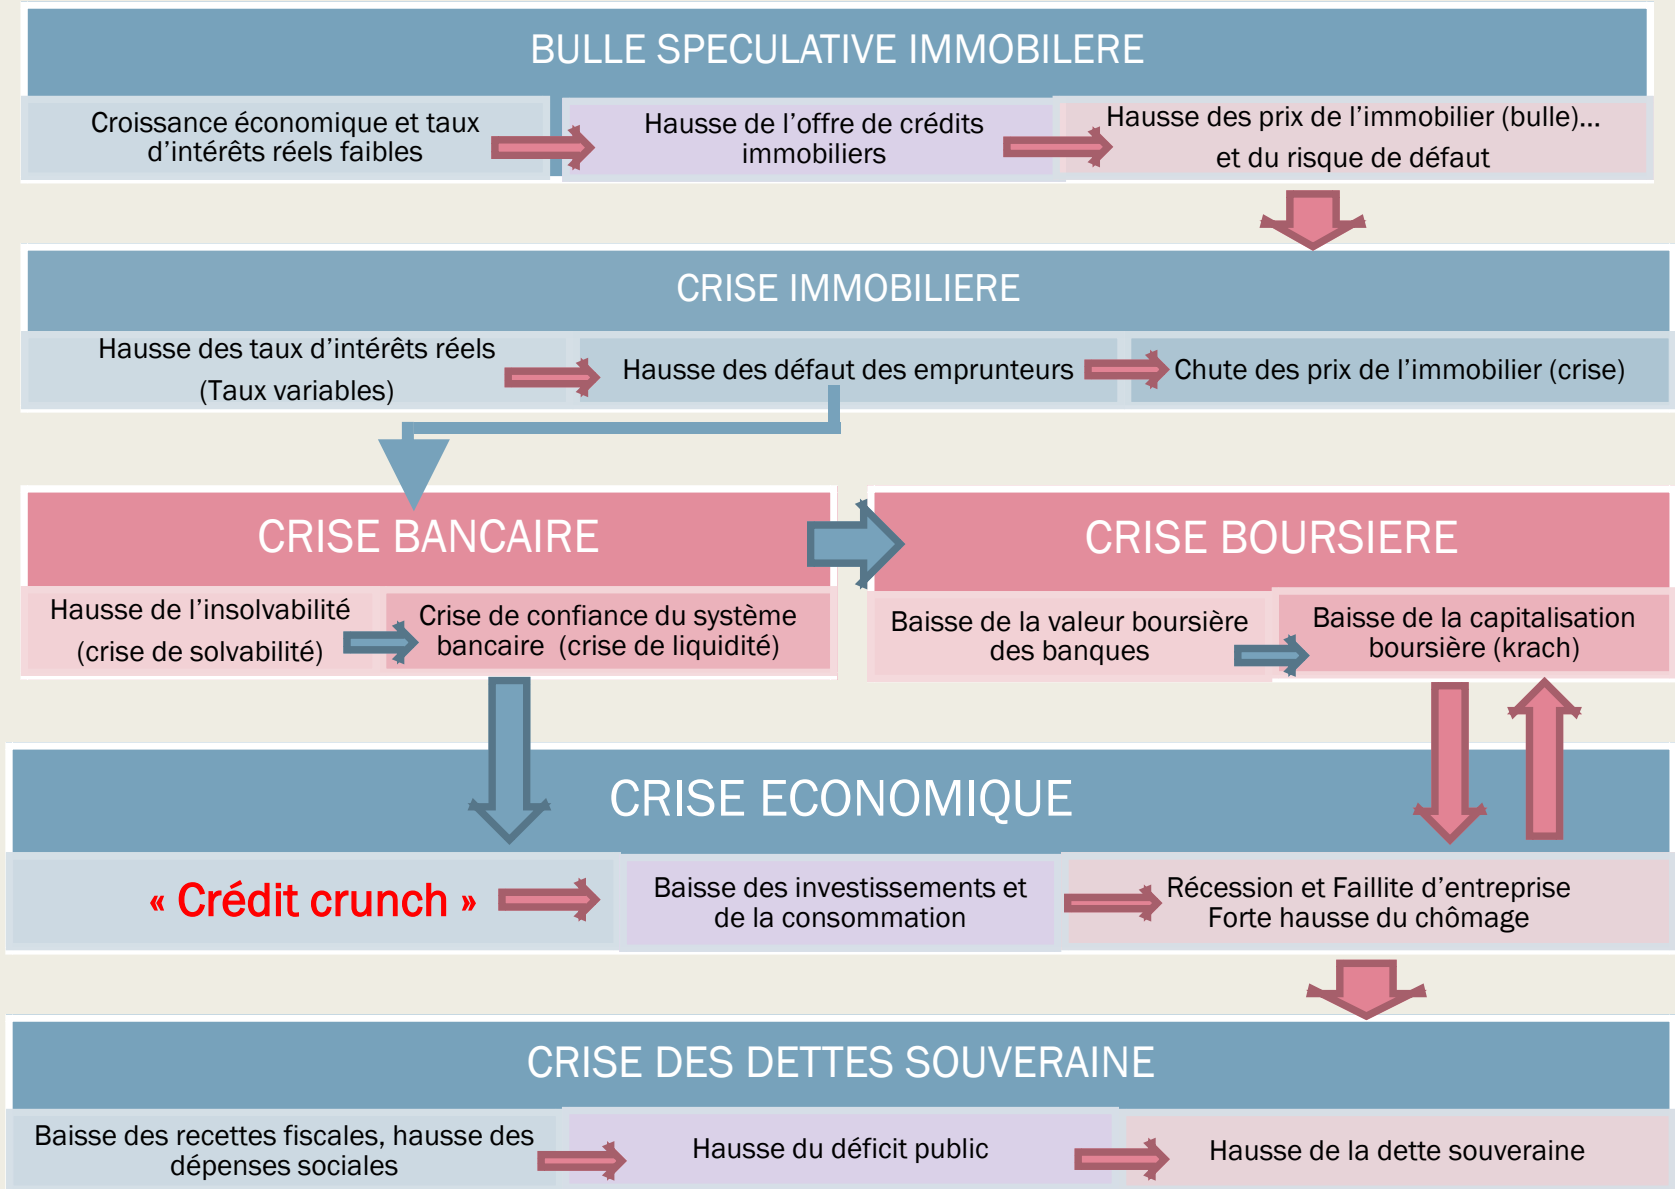 BULLE SPECULATIVE IMMOBILERE
Croissance économique et taux
d'intérêts réels faibles
Hausse de l'offre de crédits
immobiliers
Hausse des prix de l'immobilier (bulle)...
et du risque de défaut
CRISE IMMOBILIERE
Hausse des taux d'intérêts réels
(Taux variables)
Hausse des défaut des emprunteurs
Chute des prix de l'immobilier (crise)
CRISE BANCAIRE
Hausse de l'insolvabilité
(crise de solvabilité)
Crise de confiance du système
bancaire (crise de liquidité)
CRISE BOURSIERE
Baisse de la valeur boursière
des banques
Baisse de la capitalisation
boursière (krach)
CRISE ECONOMIQUE
« Crédit crunch »
Baisse des investissements et
de la consommation
Récession et Faillite d'entreprise
Forte hausse du chômage
CRISE DES DETTES SOUVERAINE
Baisse des recettes fiscales, hausse des
dépenses sociales
Hausse du déficit public
Hausse de la dette souveraine